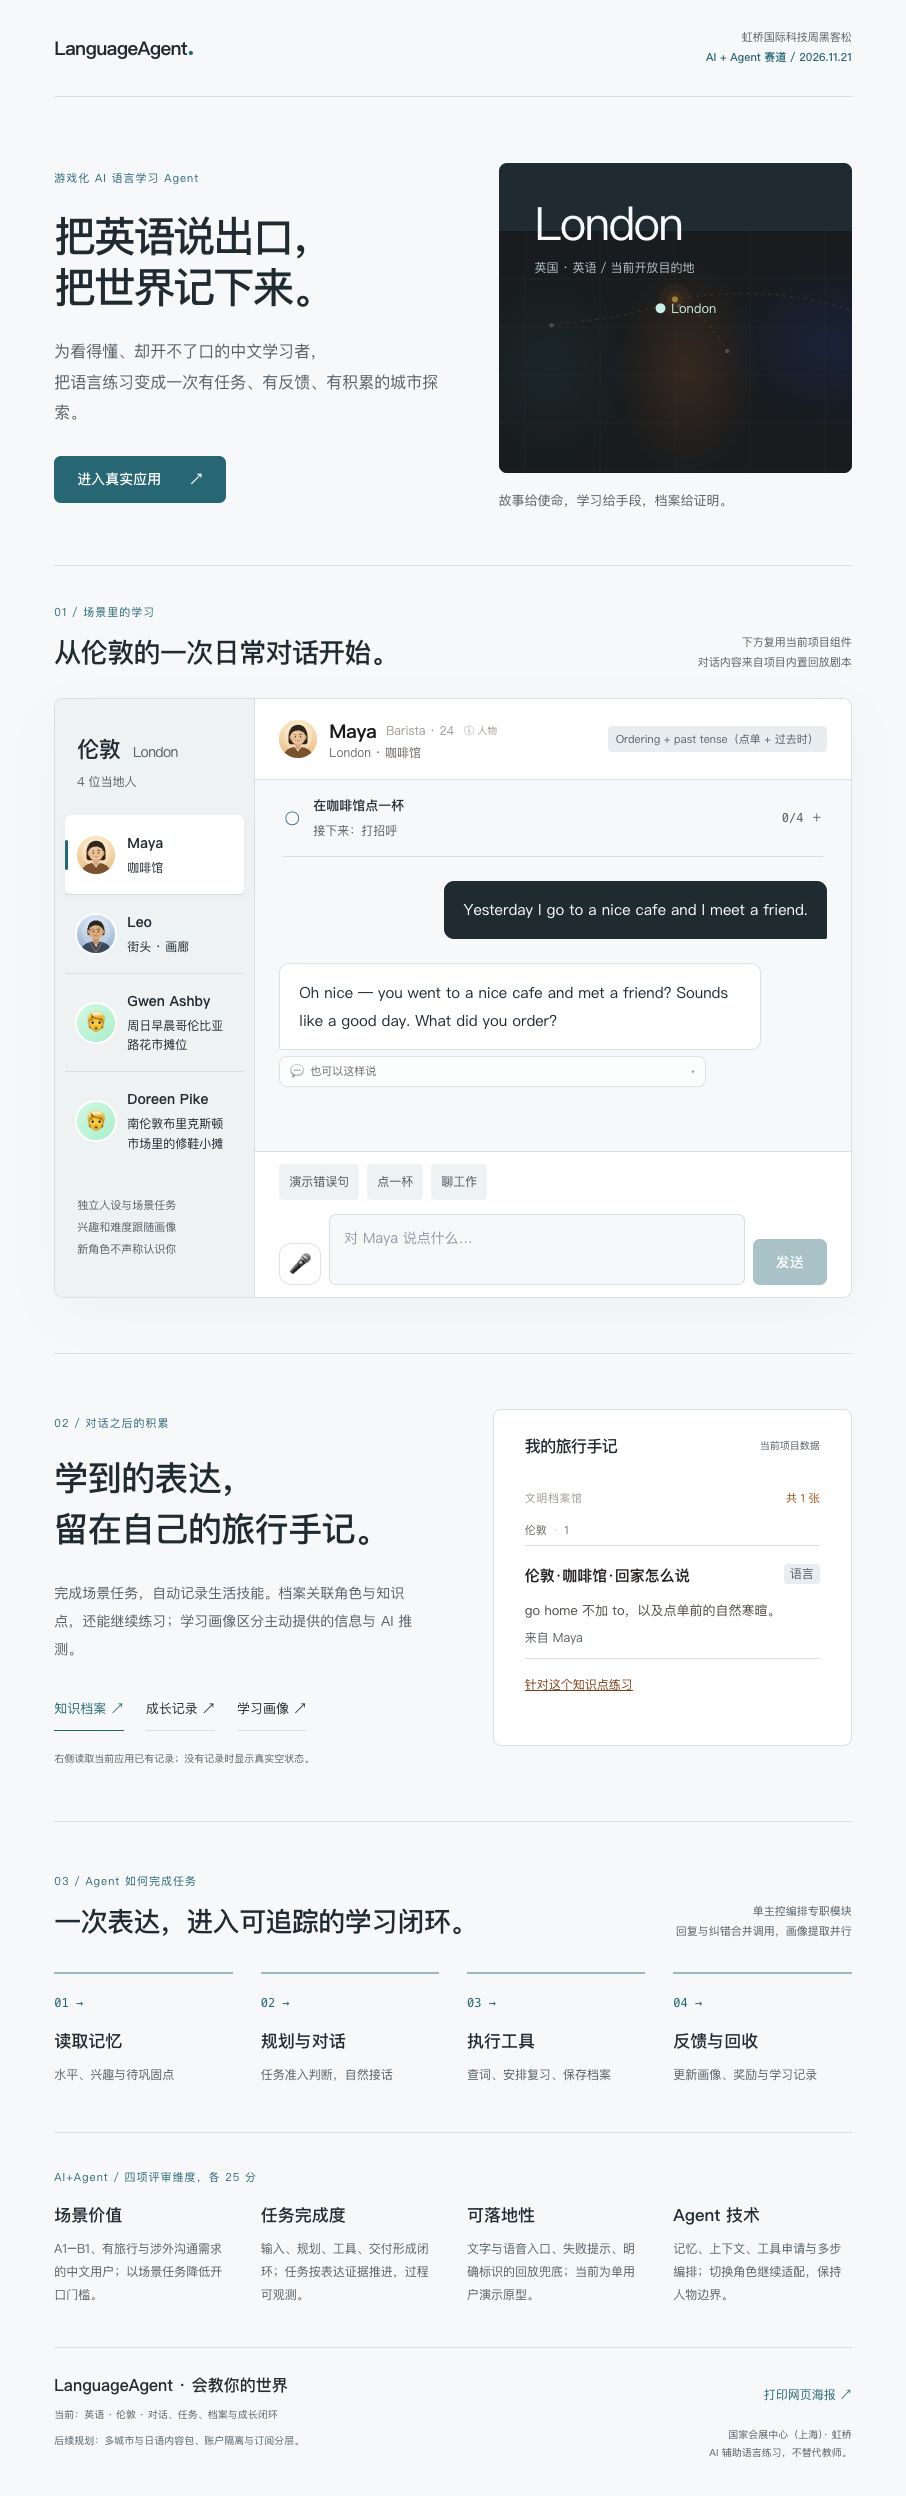 LanguageAgent.
虹桥国际科技周黑客松
AI + Agent 赛道 / 2026.11.21
游戏化 AI 语言学习 Agent
把英语说出口，
把世界记下来。
为看得懂、却开不了口的中文学习者，
把语言练习变成一次有任务、有反馈、有积累的城市探
索。
进入真实应用 ↗
London
英国 · 英语 / 当前开放目的地
London
故事给使命，学习给手段，档案给证明。
01 / 场景里的学习
从伦敦的一次日常对话开始。
下方复用当前项目组件
对话内容来自项目内置回放剧本
伦敦 London
4 位当地人
Maya
咖啡馆
Leo
街头 · 画廊
Gwen Ashby
周日早晨哥伦比亚
路花市摊位
Doreen Pike
南伦敦布里克斯顿
市场里的修鞋小摊
独立人设与场景任务
兴趣和难度跟随画像
新角色不声称认识你
Maya Barista · 24 ⓘ 人物
London · 咖啡馆
Ordering + past tense（点单 + 过去时）
在咖啡馆点一杯
接下来：打招呼
0/4 +
Yesterday I go to a nice cafe and I meet a friend.
Oh nice — you went to a nice cafe and met a friend? Sounds
like a good day. What did you order?
💬 也可以这样说
演示错误句 点一杯 聊工作
对 Maya 说点什么…
发送
02 / 对话之后的积累
学到的表达，
留在自己的旅行手记。
完成场景任务，自动记录生活技能。档案关联角色与知识
点，还能继续练习；学习画像区分主动提供的信息与 AI 推
测。
知识档案 ↗ 成长记录 ↗ 学习画像 ↗
右侧读取当前应用已有记录；没有记录时显示真实空状态。
我的旅行手记
当前项目数据
文明档案馆
共 1 张
伦敦 · 1
伦敦·咖啡馆·回家怎么说
语言
go home 不加 to，以及点单前的自然寒暄。
来自 Maya
针对这个知识点练习
03 / Agent 如何完成任务
一次表达，进入可追踪的学习闭环。
单主控编排专职模块
回复与纠错合并调用，画像提取并行
01 →
读取记忆
水平、兴趣与待巩固点
02 →
规划与对话
任务准入判断，自然接话
03 →
执行工具
查词、安排复习、保存档案
04 →
反馈与回收
更新画像、奖励与学习记录
AI+Agent / 四项评审维度，各 25 分
场景价值
A1—B1、有旅行与涉外沟通需求
的中文用户；以场景任务降低开
口门槛。
任务完成度
输入、规划、工具、交付形成闭
环；任务按表达证据推进，过程
可观测。
可落地性
文字与语音入口、失败提示、明
确标识的回放兜底；当前为单用
户演示原型。
Agent 技术
记忆、上下文、工具申请与多步
编排；切换角色继续适配，保持
人物边界。
LanguageAgent · 会教你的世界
当前：英语 · 伦敦 · 对话、任务、档案与成长闭环
后续规划：多城市与日语内容包、账户隔离与订阅分层。
打印网页海报 ↗
国家会展中心（上海）· 虹桥
AI 辅助语言练习，不替代教师。